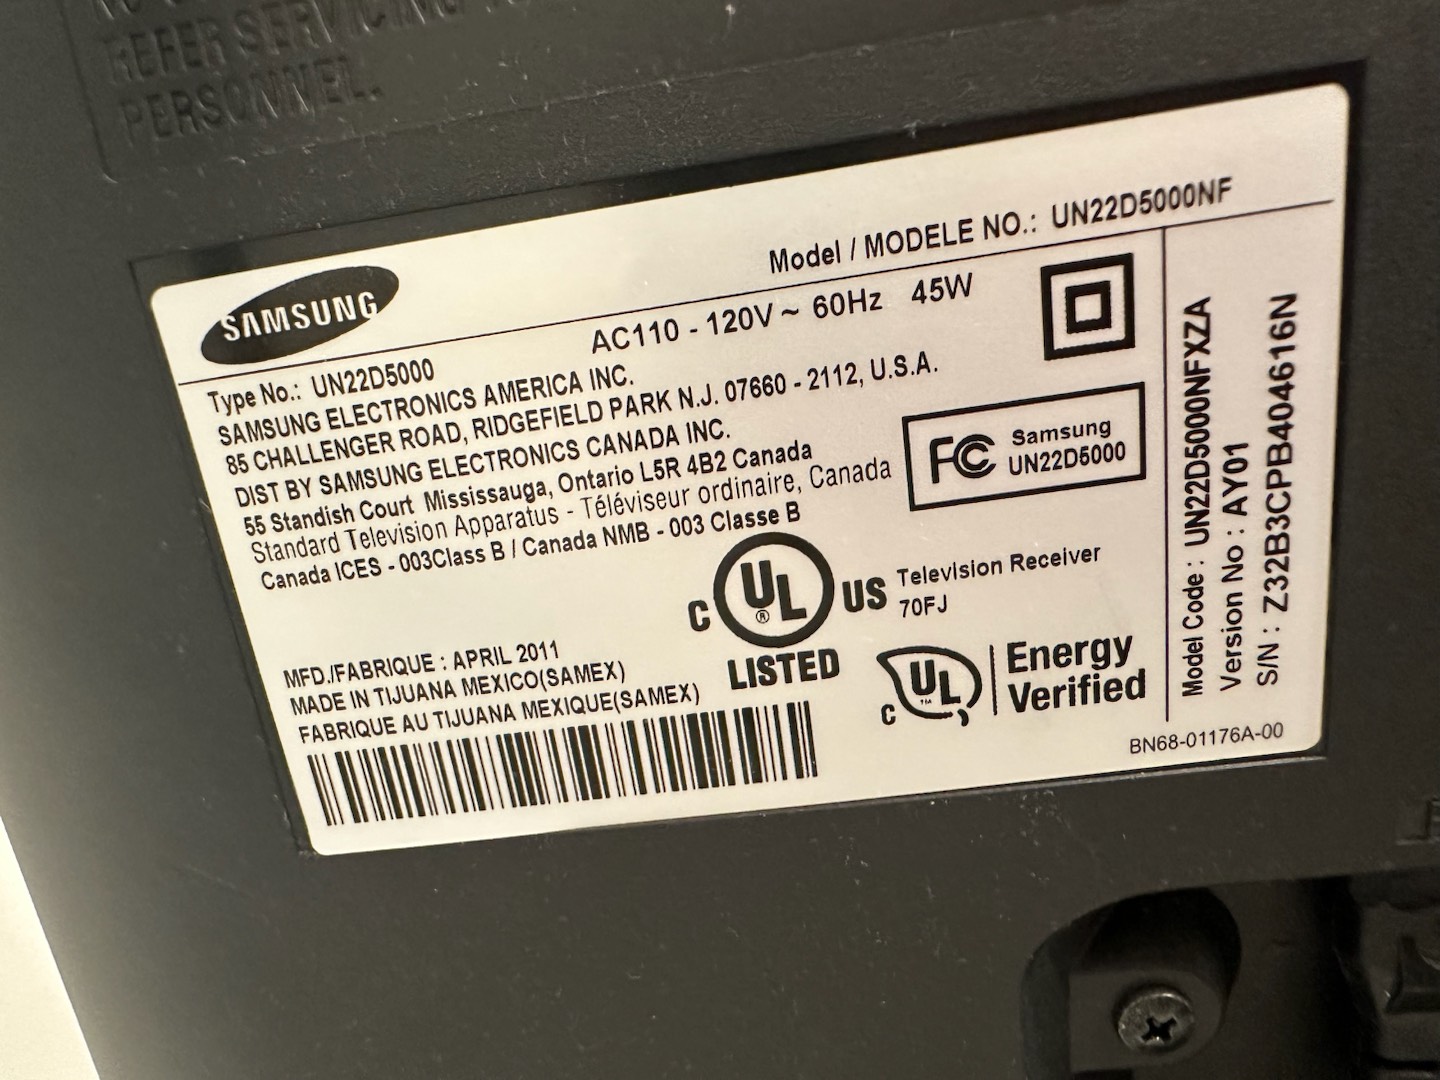 REFER SERVICING
PERSONNEL.
SAMSUNG
Model / MODELE NO.: UN22D5000NF
AC110 - 120V ~ 60Hz 45W
Type No.: UN22D5000
SAMSUNG ELECTRONICS AMERICA INC.
85 CHALLENGER ROAD, RIDGEFIELD PARK N.J. 07660 - 2112, U.S.A.
DIST BY SAMSUNG ELECTRONICS CANADA INC.
55 Standish Court Mississauga, Ontario L5R 4B2 Canada
Standard Television Apparatus - Téléviseur ordinaire, Canada
Canada ICES - 003Class B / Canada NMB - 003 Classe B
FC Samsung
UN22D5000
C UL ® US
LISTED
Television Receiver
70FJ
MFD./FABRIQUE : APRIL 2011
MADE IN TIJUANA MEXICO(SAMEX)
FABRIQUE AU TIJUANA MEXIQUE(SAMEX)
C UL ™ Energy
Verified
Model Code : UN22D5000NFXZA
Version No : AY01
S/N : Z32B3CPB404616N
BN68-01176A-00